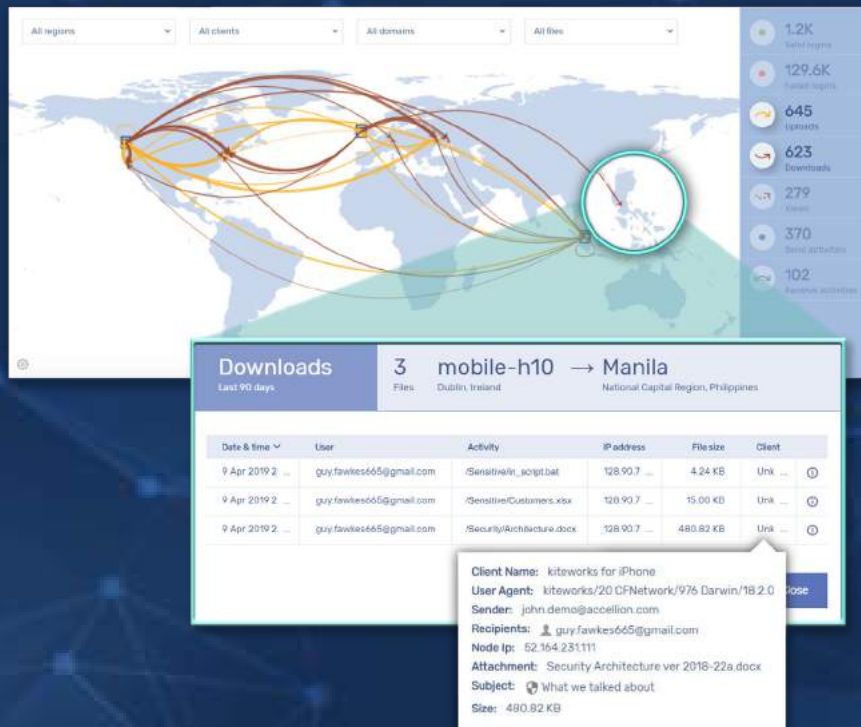 All regions
All clients
All domains
All files
1.2K
Valid logins
129.6K
Failed logins
645
Uploads
623
Downloads
279
Views
370
Send activities
102
Receive activities
Downloads
Last 90 days
3
Files
mobile-h10 → Manila
Dublin, Ireland
National Capital Region, Philippines
Date & time User Activity IP address File size Client
9 Apr 2019 2 ... guy.fawkes665@gmail.com /Sensitive/in_script.bat 128.90.7 ... 4.24 KB Unk ...
9 Apr 2019 2 ... guy.fawkes665@gmail.com /Sensitive/Customers.xlsx 128.90.7 ... 15.00 KB Unk ...
9 Apr 2019 2 ... guy.fawkes665@gmail.com /Security/Architecture.docx 128.90.7 ... 480.82 KB Unk ...
Close
Client Name: kiteworks for iPhone
User Agent: kiteworks/20 CFNetwork/976 Darwin/18.2.0
Sender: john.demo@accellion.com
Recipients: guy.fawkes665@gmail.com
Node Ip: 52.164.231.111
Attachment: Security Architecture ver 2018-22a.docx
Subject: What we talked about
Size: 480.82 KB